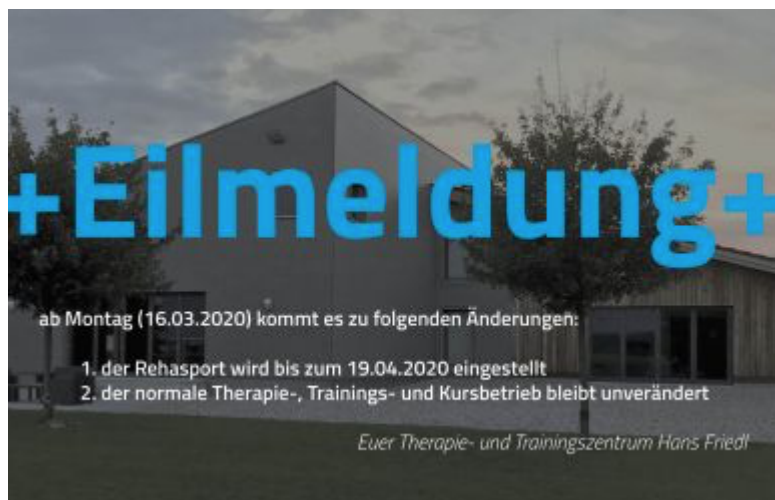 +Eilmeldung+
ab Montag (16.03.2020) kommt es zu folgenden Änderungen:
1. der Rehasport wird bis zum 19.04.2020 eingestellt
2. der normale Therapie-, Trainings- und Kursbetrieb bleibt unverändert
Euer Therapie- und Trainingszentrum Hans Friedl